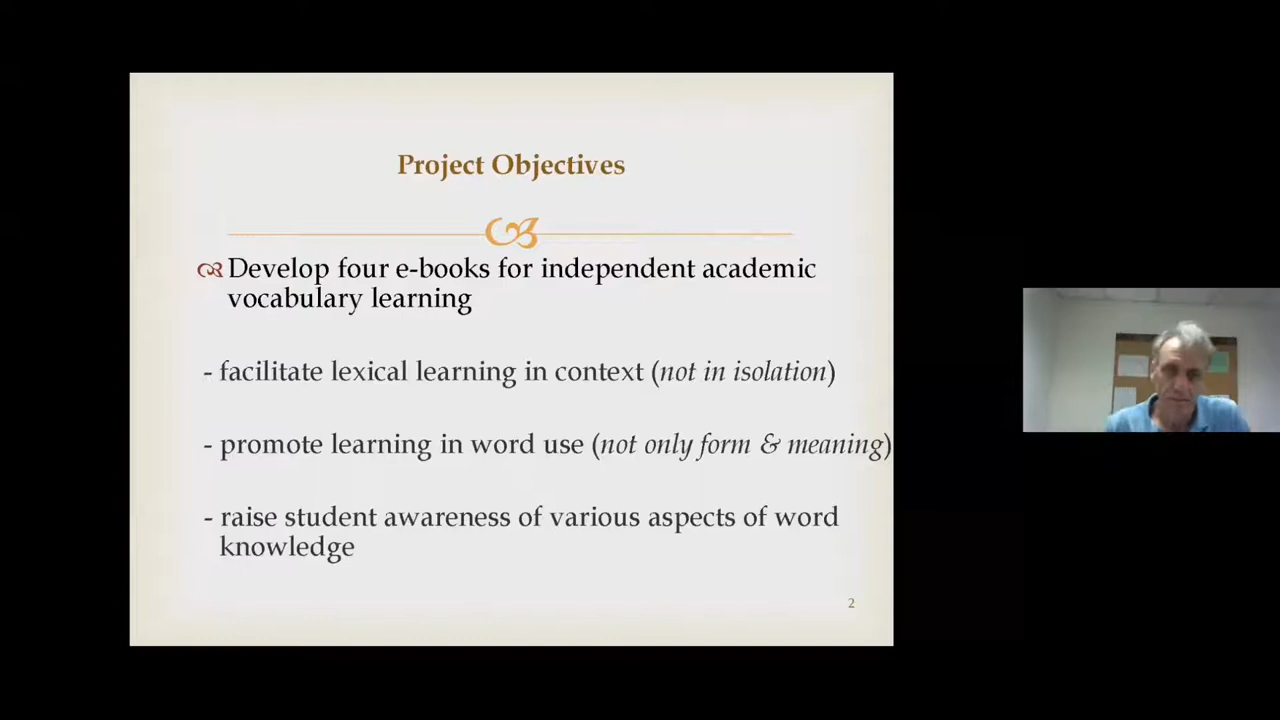 Project Objectives
Develop four e-books for independent academic
vocabulary learning
- facilitate lexical learning in context (not in isolation)
- promote learning in word use (not only form & meaning)
- raise student awareness of various aspects of word
knowledge
2